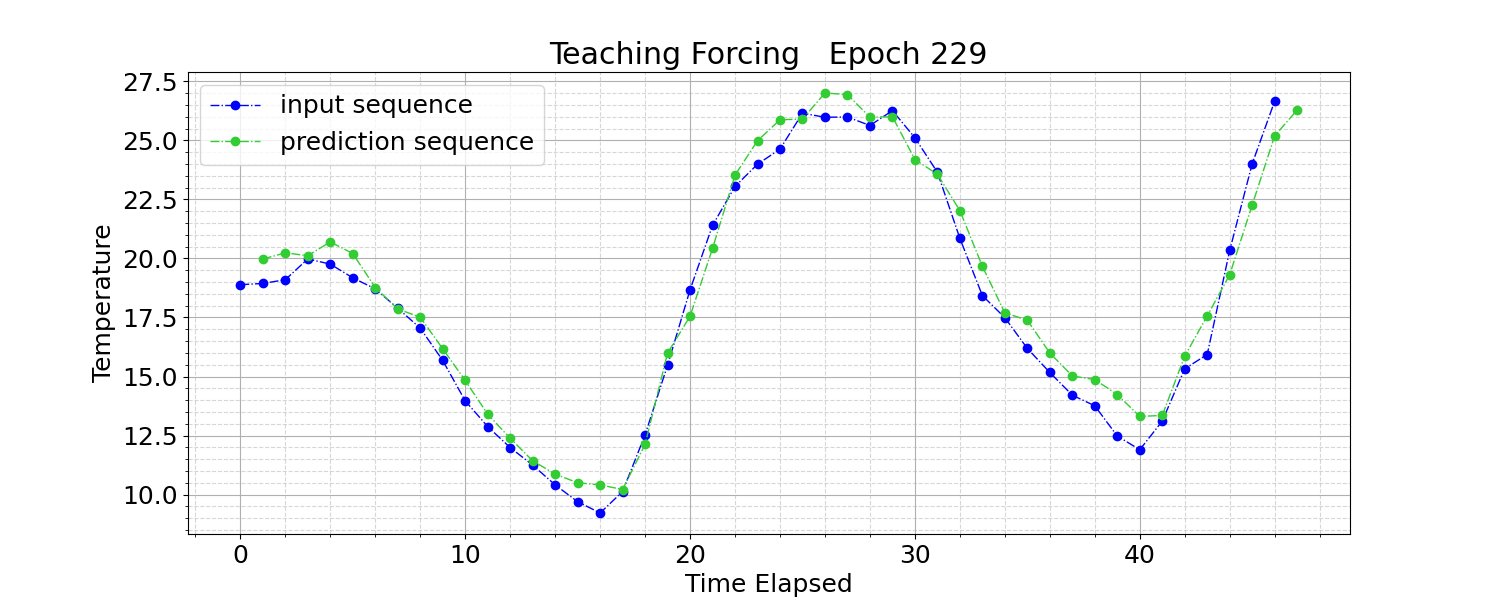 Teaching Forcing   Epoch 229
27.5
25.0
22.5
20.0
17.5
15.0
12.5
10.0
Temperature
input sequence
prediction sequence
0 10 20 30 40
Time Elapsed